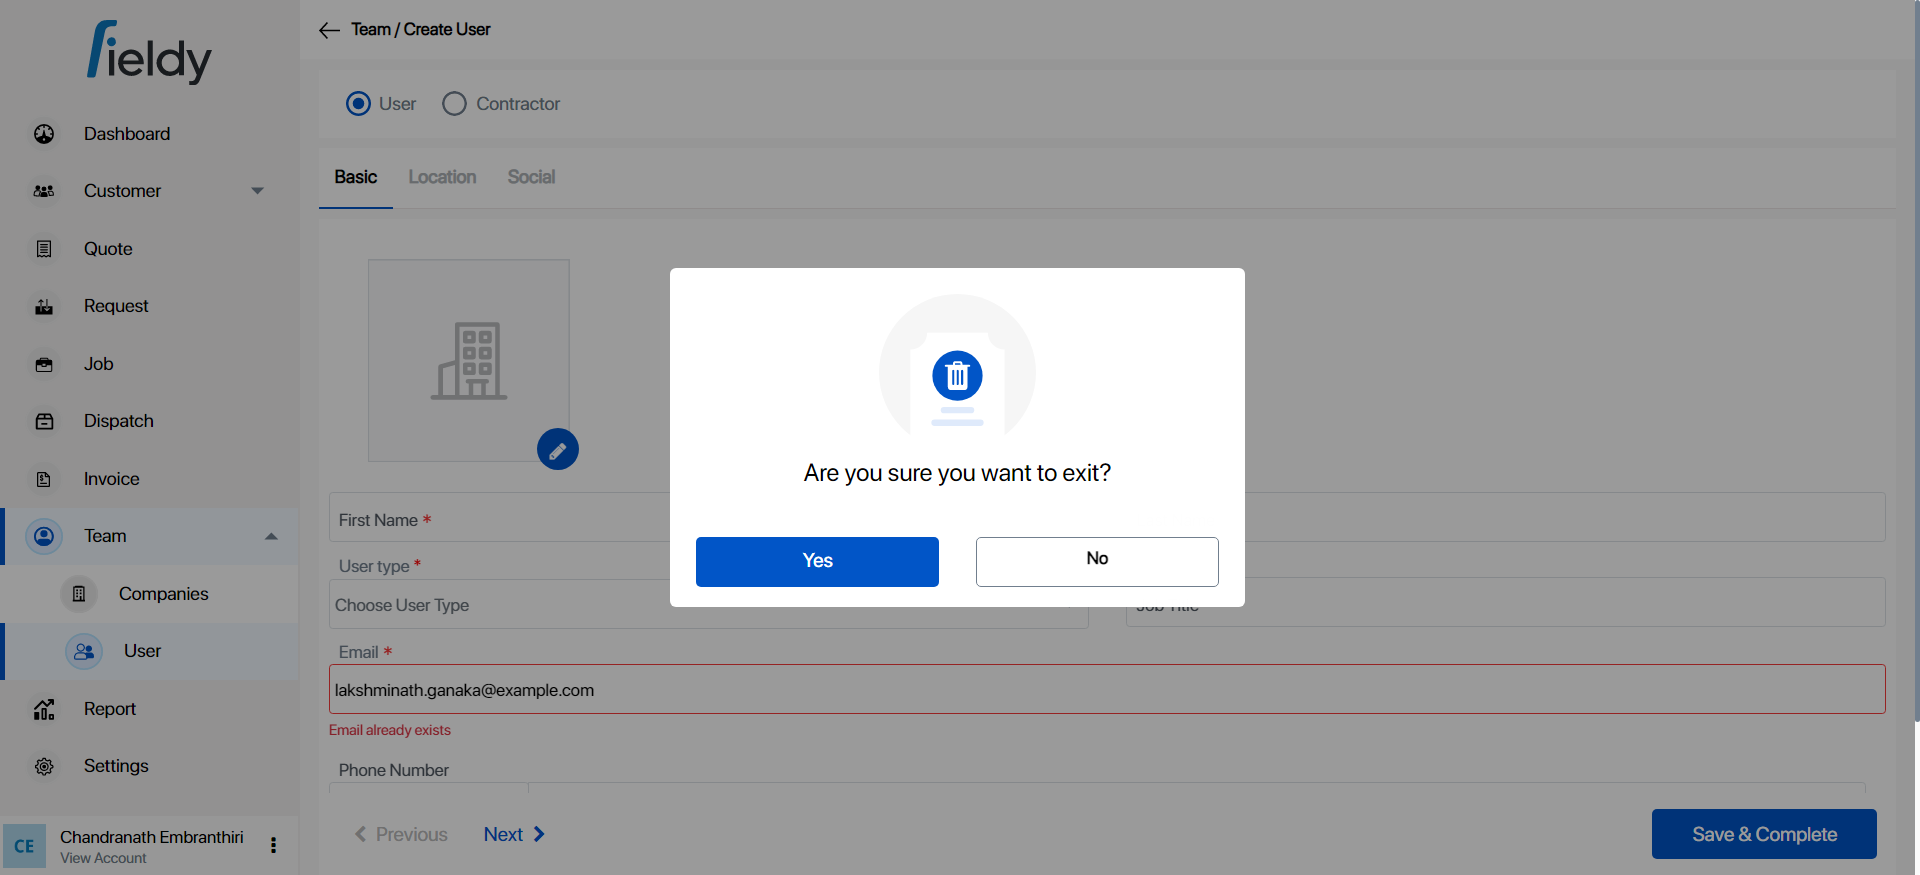 fieldy
Dashboard
Customer
Quote
Request
Job
Dispatch
Invoice
Team
Companies
User
Report
Settings
CE
Chandranath Embranthiri
View Account
Team / Create User
User
Contractor
Basic
Location
Social
First Name *
User type *
Choose User Type
Job Title
Email *
lakshminath.ganaka@example.com
Email already exists
Phone Number
Previous
Next
Save & Complete
Are you sure you want to exit?
Yes
No